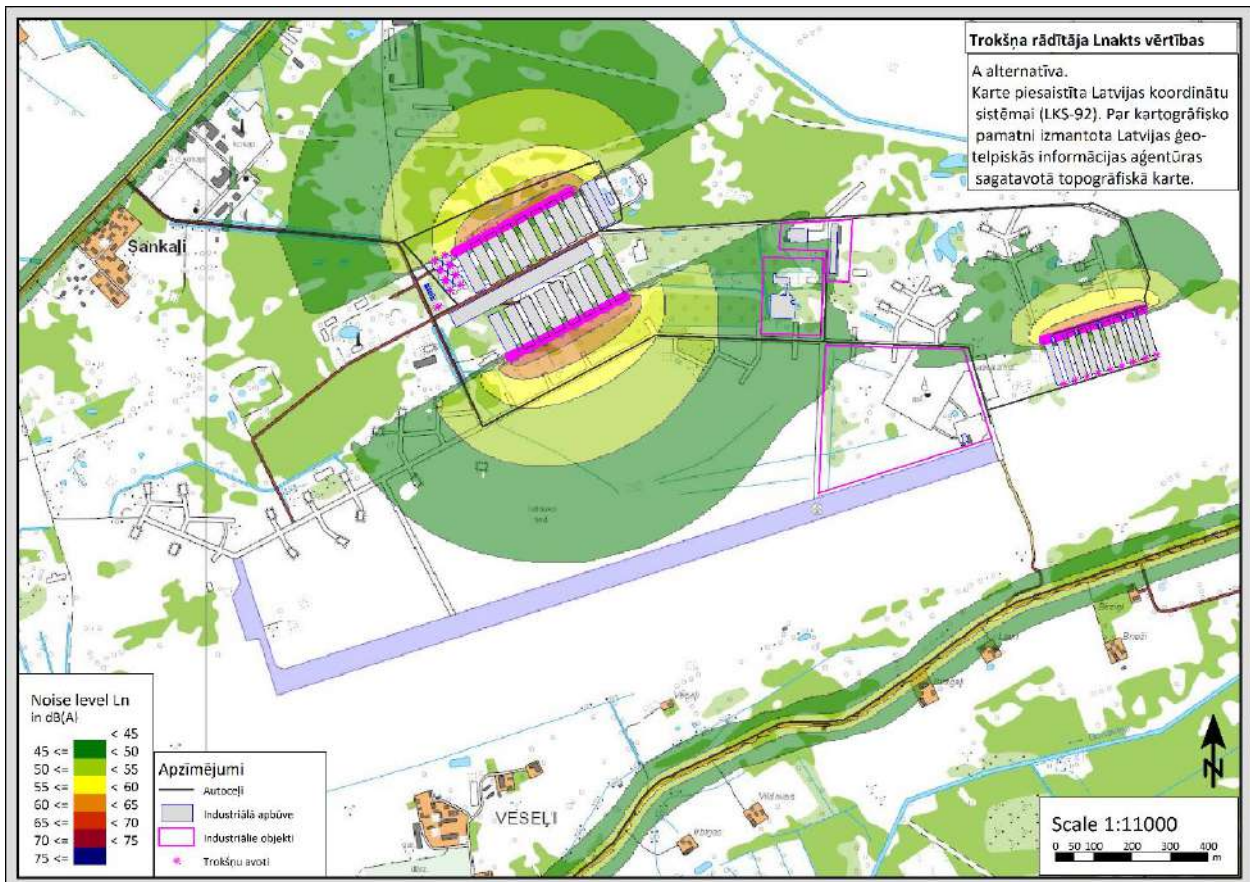 Trokšņa rādītāja Lnakts vērtības
A alternatīva.
Karte piesaistīta Latvijas koordinātu
sistēmai (LKS-92). Par kartogrāfisko
pamatni izmantota Latvijas ģeo-
telpiskās informācijas aģentūras
sagatavotā topogrāfiskā karte.
Šankaļi
Veseļi
VESEĻI
Noise level Ln
in dB(A)
< 45
45 <= < 50
50 <= < 55
55 <= < 60
60 <= < 65
65 <= < 70
70 <= < 75
75 <=
Apzīmējumi
Autoceļi
Industriālā apbūve
Industriālie objekti
Trokšņu avoti
N
Scale 1:11000
0 50 100 200 300 400
m